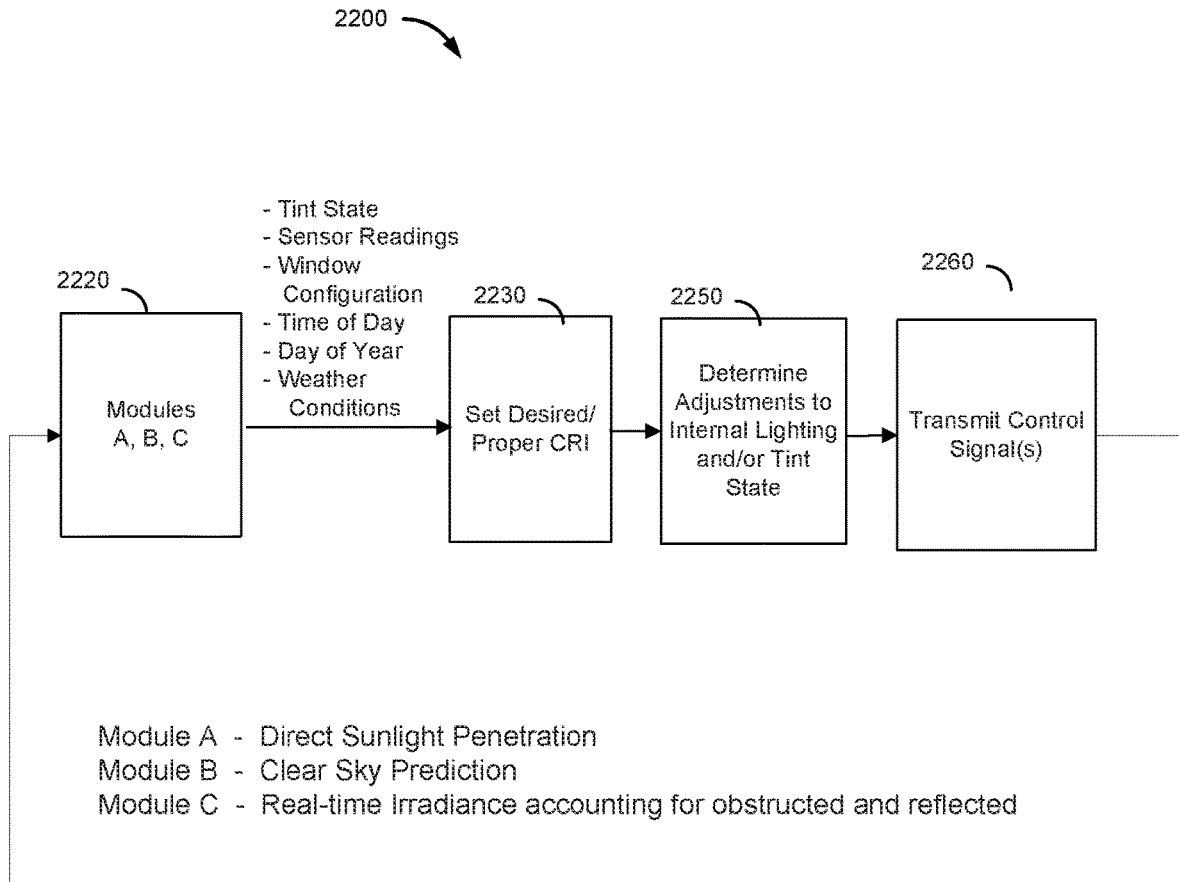 2200
- Tint State
- Sensor Readings
- Window
Configuration
- Time of Day
- Day of Year
- Weather
Conditions
2220
Modules
A, B, C
2230
Set Desired/
Proper CRI
2250
Determine
Adjustments to
Internal Lighting
and/or Tint
State
2260
Transmit Control
Signal(s)
Module A - Direct Sunlight Penetration
Module B - Clear Sky Prediction
Module C - Real-time Irradiance accounting for obstructed and reflected